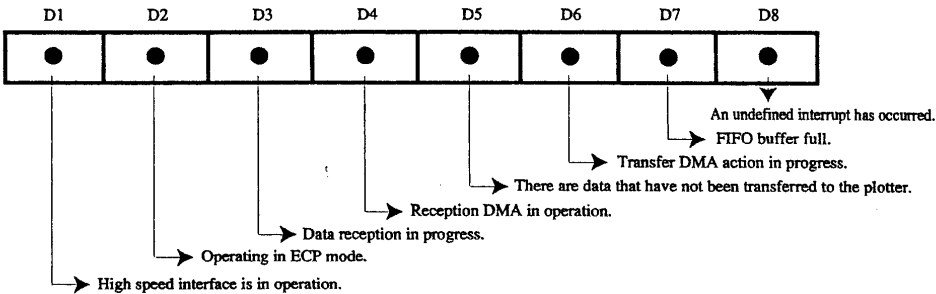 D1 D2 D3 D4 D5 D6 D7 D8
An undefined interrupt has occurred.
FIFO buffer full.
Transfer DMA action in progress.
There are data that have not been transferred to the plotter.
Reception DMA in operation.
Data reception in progress.
Operating in ECP mode.
High speed interface is in operation.